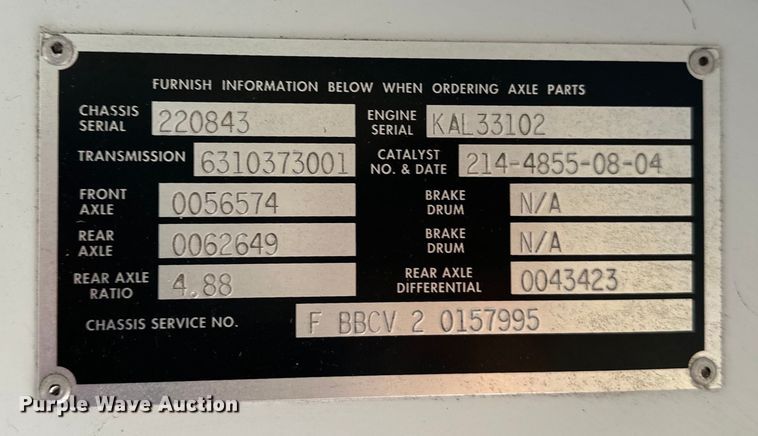 FURNISH INFORMATION BELOW WHEN ORDERING AXLE PARTS
CHASSIS SERIAL 220843 ENGINE SERIAL KAL33102
TRANSMISSION 6310373001 CATALYST NO. & DATE 214-4855-08-04
FRONT AXLE 0056574 BRAKE DRUM N/A
REAR AXLE 0062649 BRAKE DRUM N/A
REAR AXLE RATIO 4.88 REAR AXLE DIFFERENTIAL 0043423
CHASSIS SERVICE NO. F BBCV 2 0157995
Purple Wave Auction